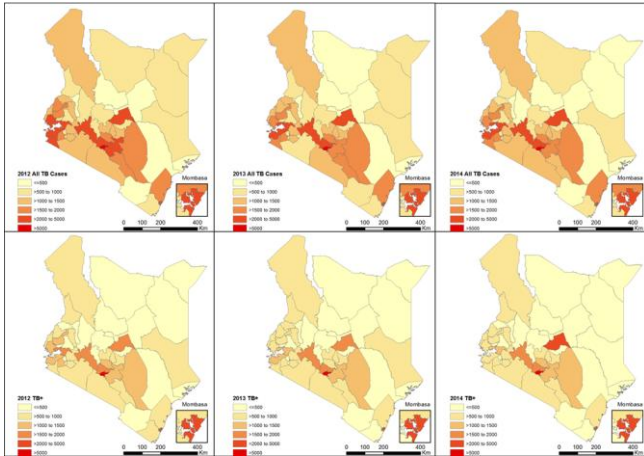 2012 All TB Cases
<=500
>500 to 1000
>1000 to 1500
>1500 to 2000
>2000 to 5000
>5000
Mombasa
0 100 200 400
Km
2013 All TB Cases
<=500
>500 to 1000
>1000 to 1500
>1500 to 2000
>2000 to 5000
>5000
Mombasa
0 100 200 400
Km
2014 All TB Cases
<=500
>500 to 1000
>1000 to 1500
>1500 to 2000
>2000 to 5000
>5000
Mombasa
0 100 200 400
Km
2012 TB+
<=500
>500 to 1000
>1000 to 1500
>1500 to 2000
>2000 to 5000
>5000
Mombasa
0 100 200 400
Km
2013 TB+
<=500
>500 to 1000
>1000 to 1500
>1500 to 2000
>2000 to 5000
>5000
Mombasa
0 100 200 400
Km
2014 TB+
<=500
>500 to 1000
>1000 to 1500
>1500 to 2000
>2000 to 5000
>5000
Mombasa
0 100 200 400
Km